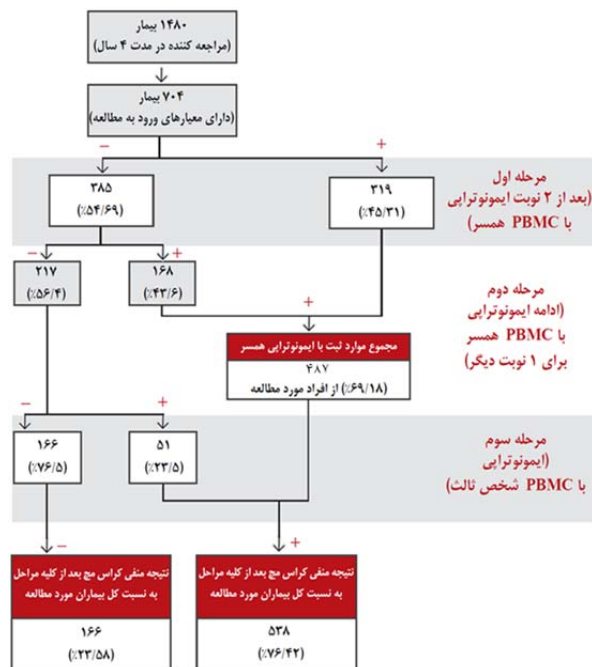 ۱۴۸۰ بیمار
(مراجعه کننده در مدت ۴ سال)
۷۰۴ بیمار
(دارای معیارهای ورود به مطالعه)
−
+
۳۸۵
(٪۵۴/۶۹)
۳۱۹
(٪۴۵/۳۱)
مرحله اول
(بعد از ۲ نوبت ایمونوتراپی
با PBMC همسر)
−
+
۲۱۷
(٪۵۶/۴)
۱۶۸
(٪۴۳/۶)
+
مرحله دوم
(ادامه ایمونوتراپی
با PBMC همسر
برای ۱ نوبت دیگر)
مجموع موارد ثبت با ایمونوتراپی همسر
۴۸۷
(٪۶۹/۱۸) از افراد مورد مطالعه
−
+
۱۶۶
(٪۷۶/۵)
۵۱
(٪۲۳/۵)
مرحله سوم
(ایمونوتراپی
با PBMC شخص ثالث)
−
+
نتیجه منفی کراس مچ بعد از کلیه مراحل
به نسبت کل بیماران مورد مطالعه
۱۶۶
(٪۲۳/۵۸)
نتیجه منفی کراس مچ بعد از کلیه مراحل
به نسبت کل بیماران مورد مطالعه
۵۳۸
(٪۷۶/۴۲)